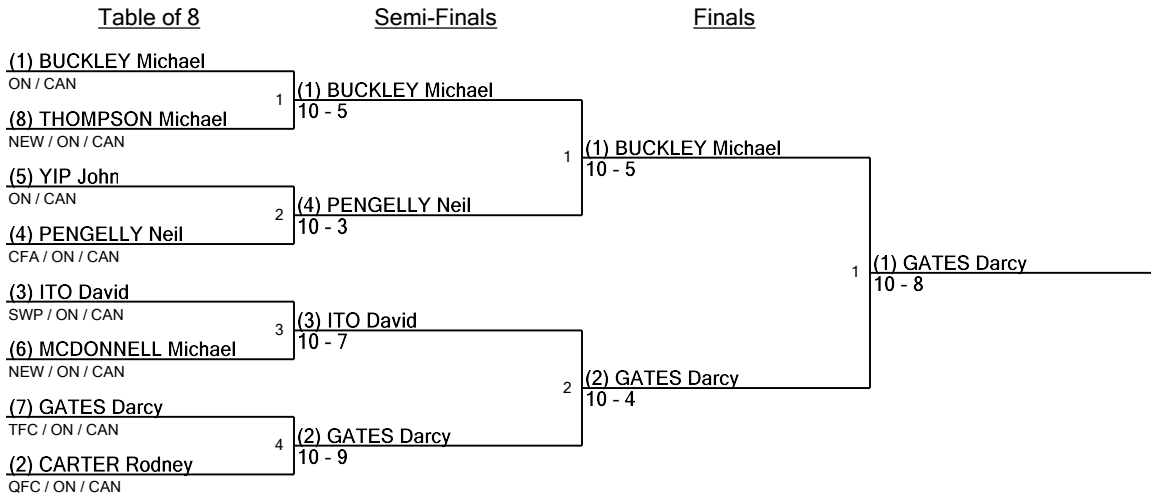 Table of 8
Semi-Finals
Finals
(1) BUCKLEY Michael
ON / CAN
(8) THOMPSON Michael
NEW / ON / CAN
(5) YIP John
ON / CAN
(4) PENGELLY Neil
CFA / ON / CAN
(3) ITO David
SWP / ON / CAN
(6) MCDONNELL Michael
NEW / ON / CAN
(7) GATES Darcy
TFC / ON / CAN
(2) CARTER Rodney
QFC / ON / CAN
1
(1) BUCKLEY Michael
10 - 5
2
(4) PENGELLY Neil
10 - 3
3
(3) ITO David
10 - 7
4
(2) GATES Darcy
10 - 9
1
(1) BUCKLEY Michael
10 - 5
2
(2) GATES Darcy
10 - 4
1
(1) GATES Darcy
10 - 8